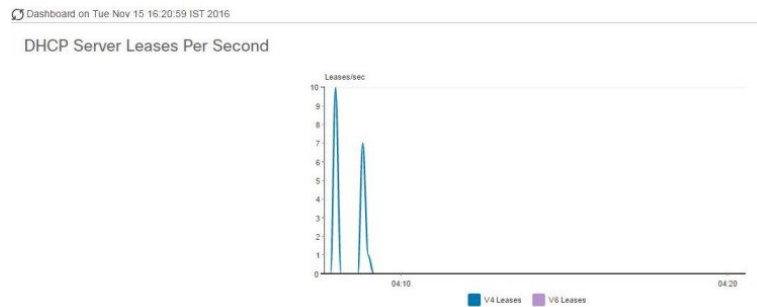 Dashboard on Tue Nov 15 16:20:59 IST 2016
DHCP Server Leases Per Second
Leases/sec
10
9
8
7
6
5
4
3
2
1
0
04:10
04:20
V4 Leases
V6 Leases